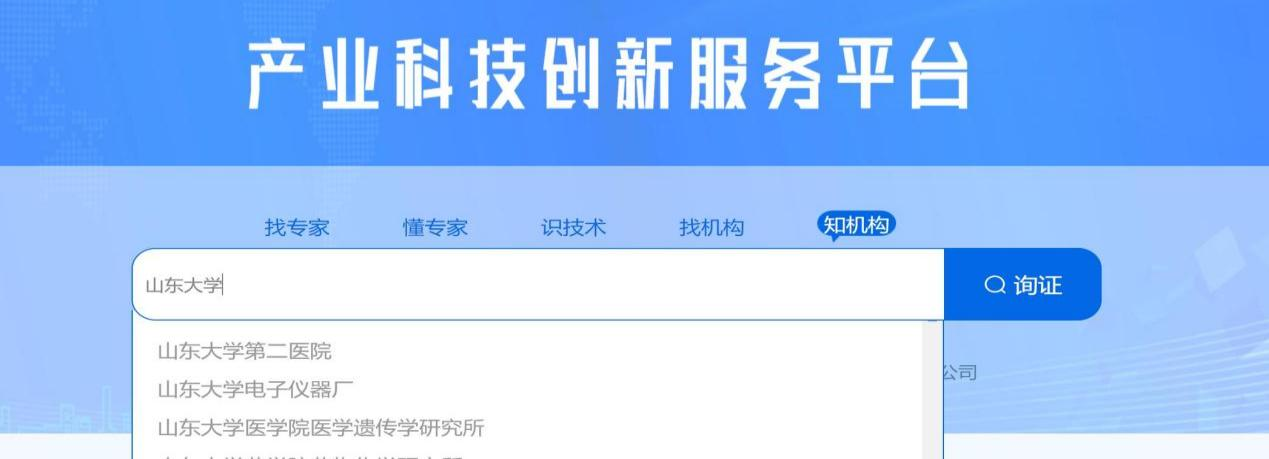 产业科技创新服务平台
找专家 懂专家 识技术 找机构 知机构
山东大学 询证
山东大学第二医院
公司
山东大学电子仪器厂
山东大学医学院医学遗传学研究所